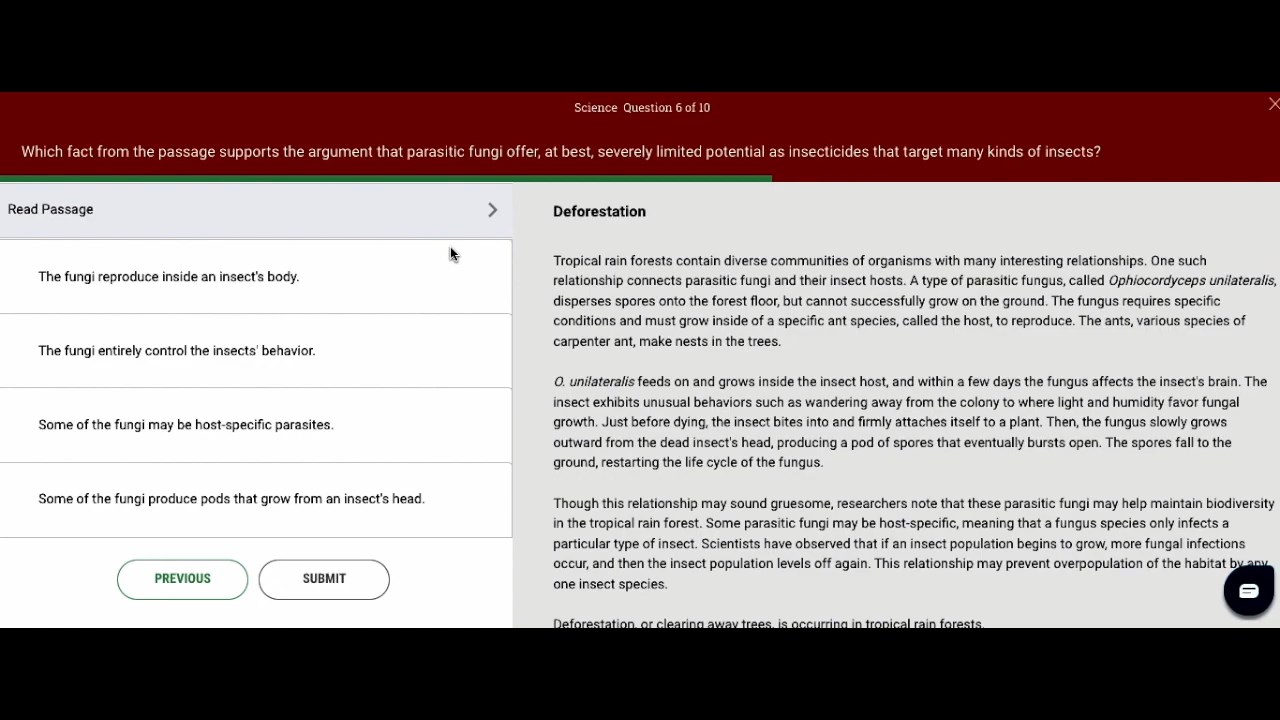 Science Question 6 of 10
Which fact from the passage supports the argument that parasitic fungi offer, at best, severely limited potential as insecticides that target many kinds of insects?
Read Passage
The fungi reproduce inside an insect's body.
The fungi entirely control the insects' behavior.
Some of the fungi may be host-specific parasites.
Some of the fungi produce pods that grow from an insect's head.
PREVIOUS
SUBMIT
Deforestation
Tropical rain forests contain diverse communities of organisms with many interesting relationships. One such
relationship connects parasitic fungi and their insect hosts. A type of parasitic fungus, called Ophiocordyceps unilateralis,
disperses spores onto the forest floor, but cannot successfully grow on the ground. The fungus requires specific
conditions and must grow inside of a specific ant species, called the host, to reproduce. The ants, various species of
carpenter ant, make nests in the trees.
O. unilateralis feeds on and grows inside the insect host, and within a few days the fungus affects the insect's brain. The
insect exhibits unusual behaviors such as wandering away from the colony to where light and humidity favor fungal
growth. Just before dying, the insect bites into and firmly attaches itself to a plant. Then, the fungus slowly grows
outward from the dead insect's head, producing a pod of spores that eventually bursts open. The spores fall to the
ground, restarting the life cycle of the fungus.
Though this relationship may sound gruesome, researchers note that these parasitic fungi may help maintain biodiversity
in the tropical rain forest. Some parasitic fungi may be host-specific, meaning that a fungus species only infects a
particular type of insect. Scientists have observed that if an insect population begins to grow, more fungal infections
occur, and then the insect population levels off again. This relationship may prevent overpopulation of the habitat by any
one insect species.
Deforestation, or clearing away trees, is occurring in tropical rain forests.